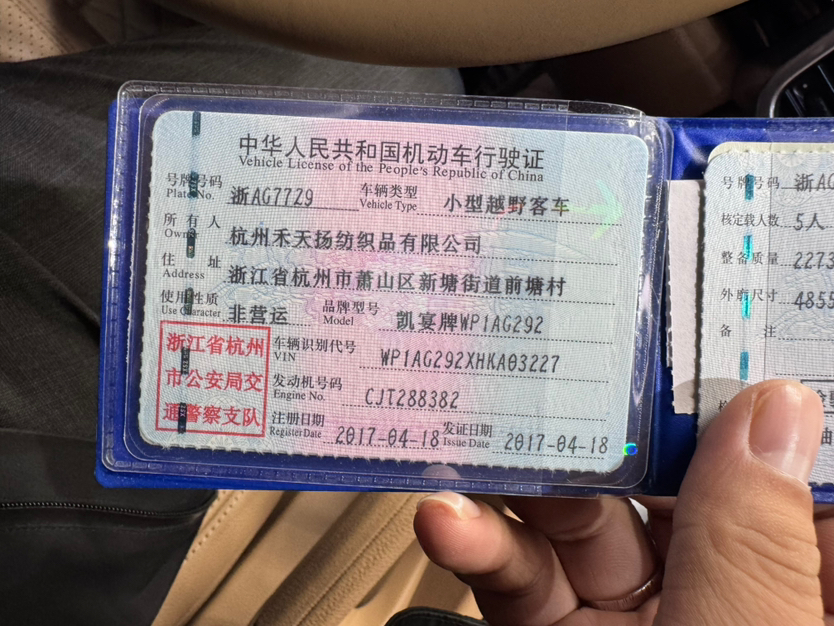 中华人民共和国机动车行驶证
Vehicle License of the People's Republic of China
号牌号码 浙AG77Z9 车辆类型 小型越野客车
Plate No. Vehicle Type
所有人 杭州禾天扬纺织品有限公司
Owner
住址 浙江省杭州市萧山区新塘街道前塘村
Address
使用性质 非营运 品牌型号 凯宴牌WP1AG292
Use Character Model
车辆识别代号 WP1AG292XHKA03227
VIN
发动机号码 CJT288382
Engine No.
注册日期 2017-04-18 发证日期 2017-04-18
Register Date Issue Date
浙江省杭州
市公安局交
通警察支队
号牌号码 浙AG
核定载人数 5人
整备质量 2273
外廓尺寸 485
备注